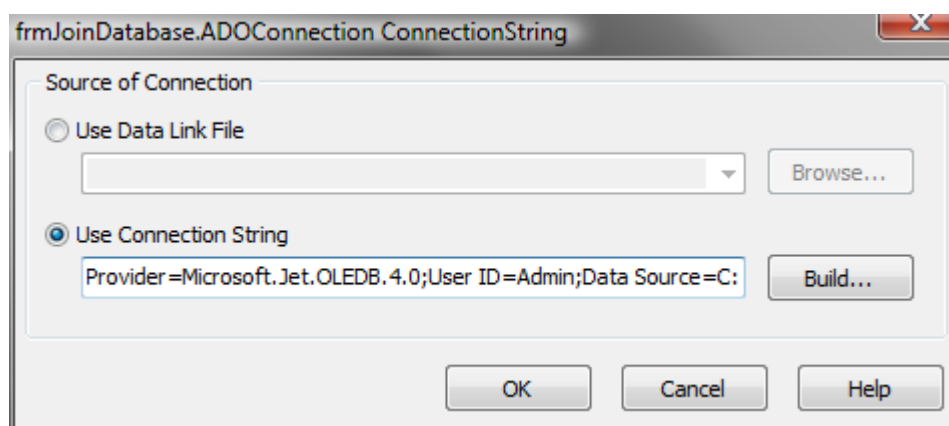 frmJoinDatabase.ADOConnection ConnectionString
Source of Connection
Use Data Link File
Browse...
Use Connection String
Provider=Microsoft.Jet.OLEDB.4.0;User ID=Admin;Data Source=C:
Build...
OK Cancel Help